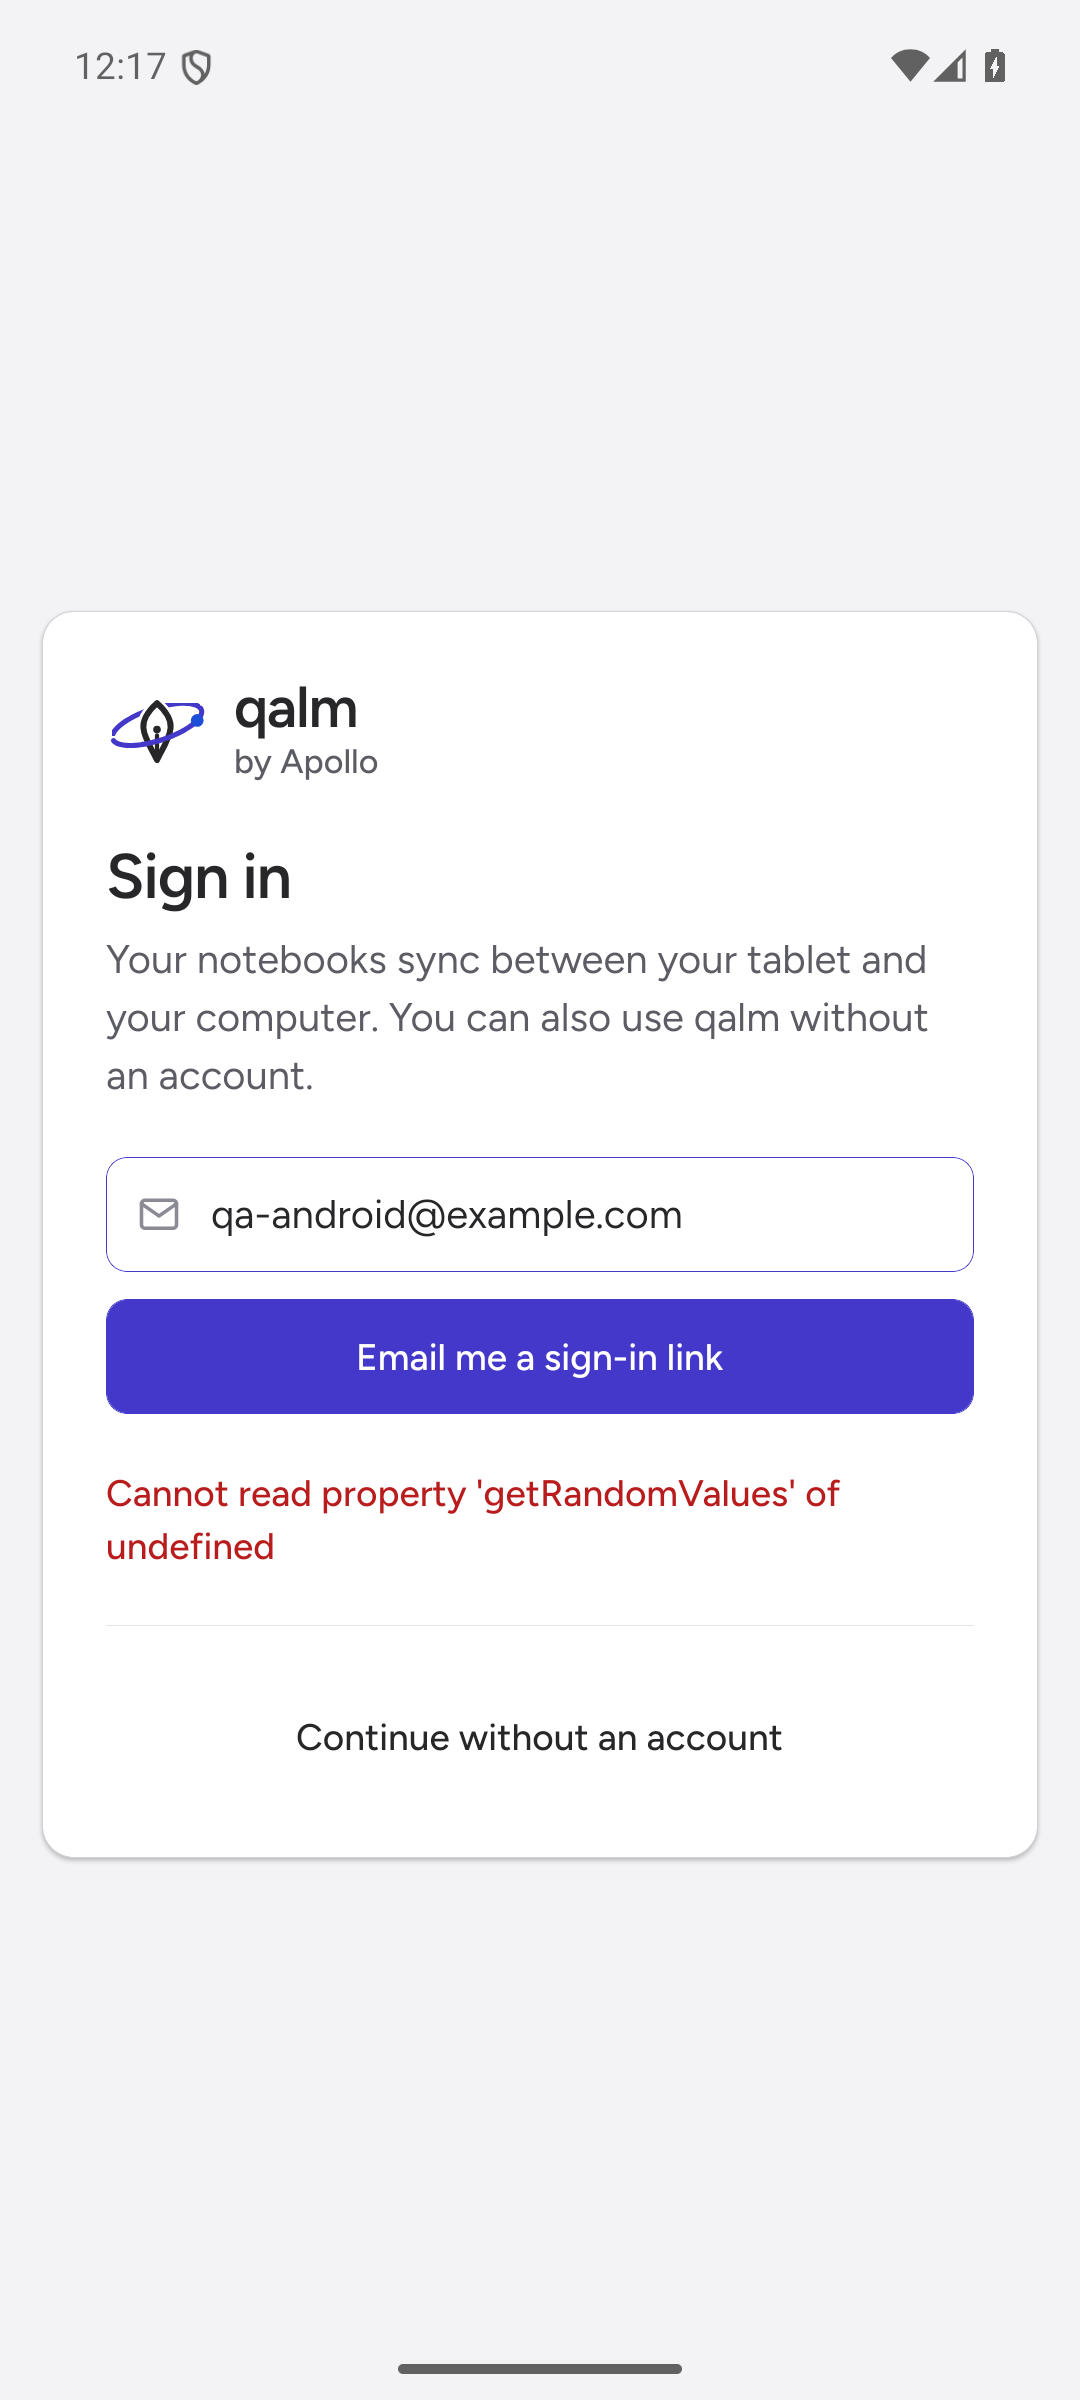 12:17
qalm
by Apollo
Sign in
Your notebooks sync between your tablet and
your computer. You can also use qalm without
an account.
qa-android@example.com
Email me a sign-in link
Cannot read property 'getRandomValues' of
undefined
Continue without an account